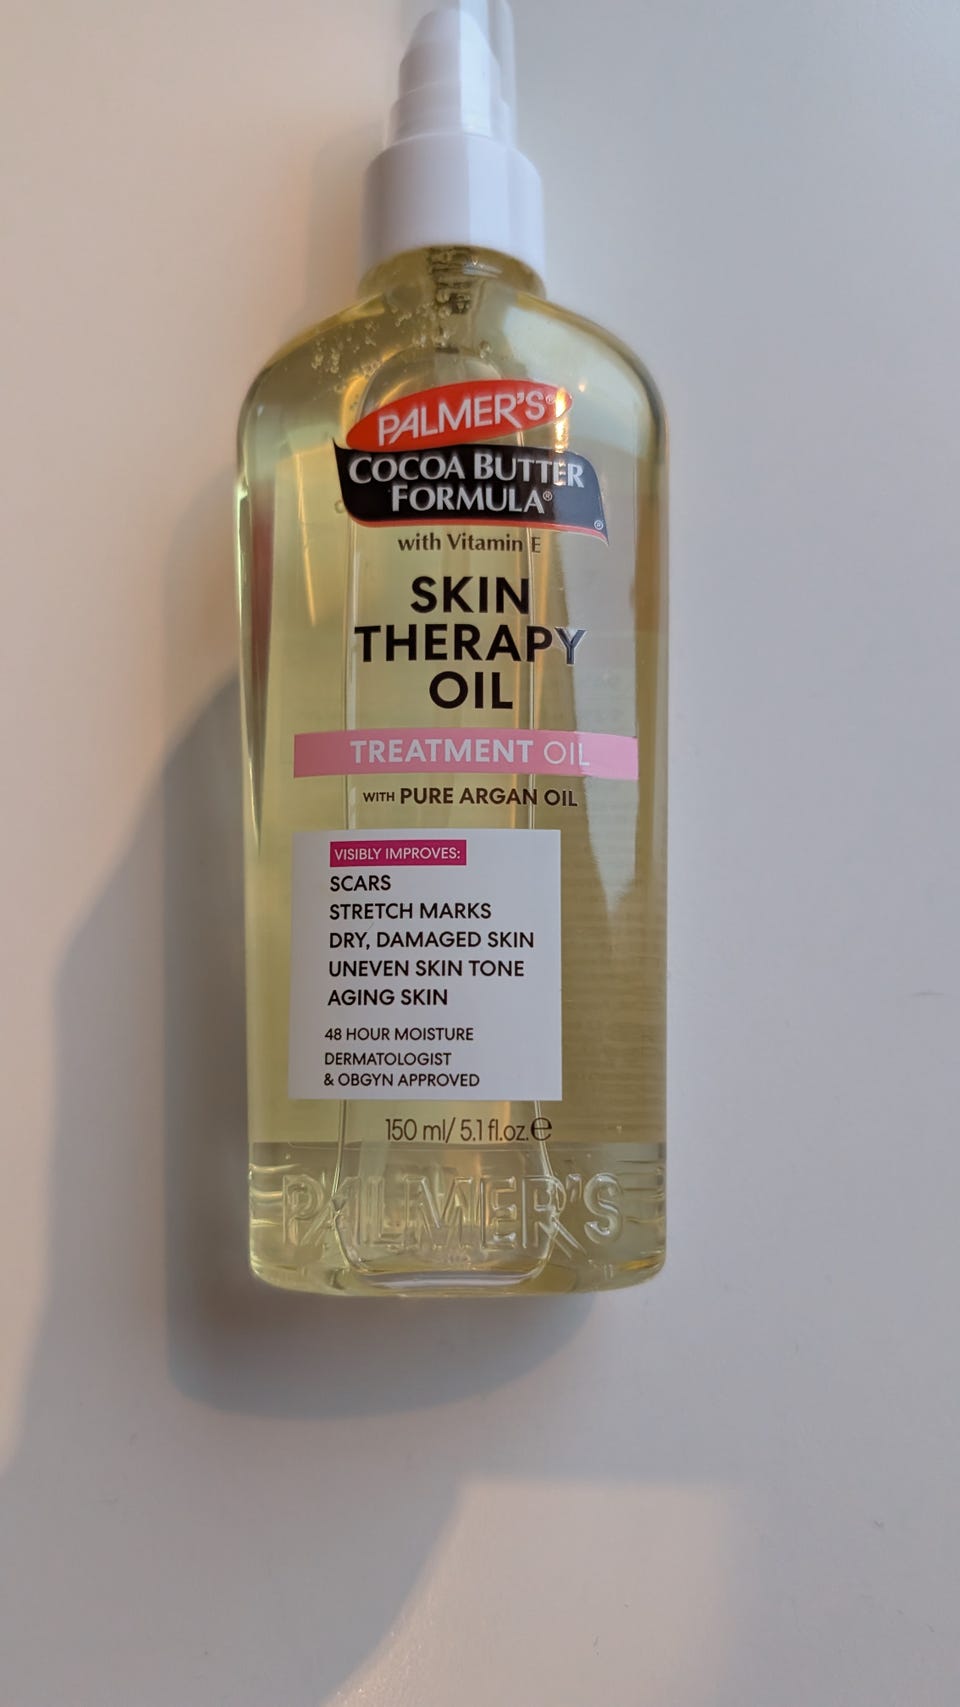 PALMER'S®
COCOA BUTTER
FORMULA®
®
with Vitamin E
SKIN
THERAPY
OIL
TREATMENT OIL
WITH PURE ARGAN OIL
VISIBLY IMPROVES:
SCARS
STRETCH MARKS
DRY, DAMAGED SKIN
UNEVEN SKIN TONE
AGING SKIN
48 HOUR MOISTURE
DERMATOLOGIST
& OBGYN APPROVED
150 ml/ 5.1 fl.oz.℮
PALMER'S